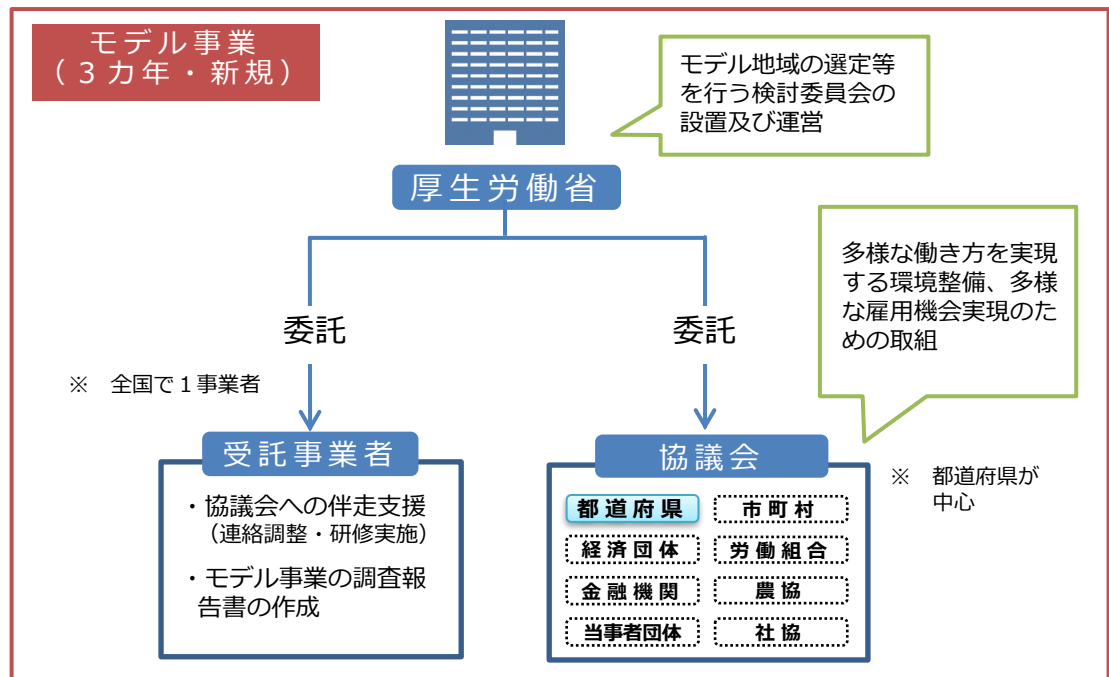 モデル事業
(3カ年・新規)
モデル地域の選定等
を行う検討委員会の
設置及び運営
厚生労働省
多様な働き方を実現
する環境整備、多様
な雇用機会実現のた
めの取組
委託
委託
※ 全国で1事業者
受託事業者
・協議会への伴走支援
(連絡調整・研修実施)
・モデル事業の調査報
告書の作成
協議会
※ 都道府県が
中心
都道府県
市町村
経済団体
労働組合
金融機関
農協
当事者団体
社協